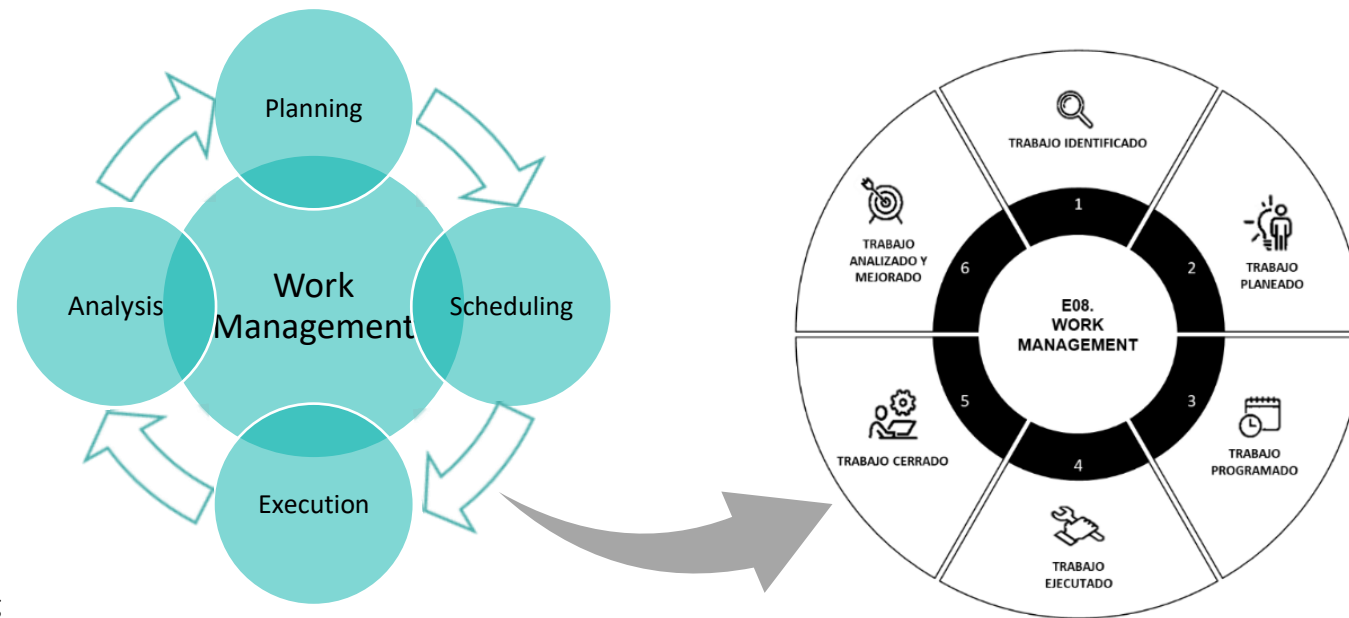 Planning
Analysis
Work
Management
Scheduling
Execution
TRABAJO IDENTIFICADO
1
TRABAJO
PLANEADO
2
TRABAJO
PROGRAMADO
3
TRABAJO
EJECUTADO
4
TRABAJO CERRADO
5
TRABAJO
ANALIZADO Y
MEJORADO
6
E08.
WORK
MANAGEMENT